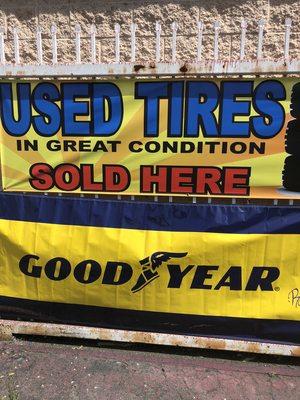 USED TIRES
IN GREAT CONDITION
SOLD HERE
GOODYEAR®